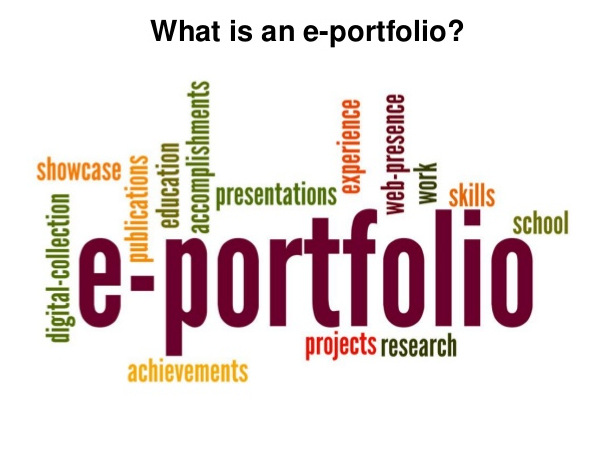 What is an e-portfolio?
showcase
digital-collection
publications
education
accomplishments
presentations
experience
web-presence
work
skills
school
e-portfolio
projects
research
achievements